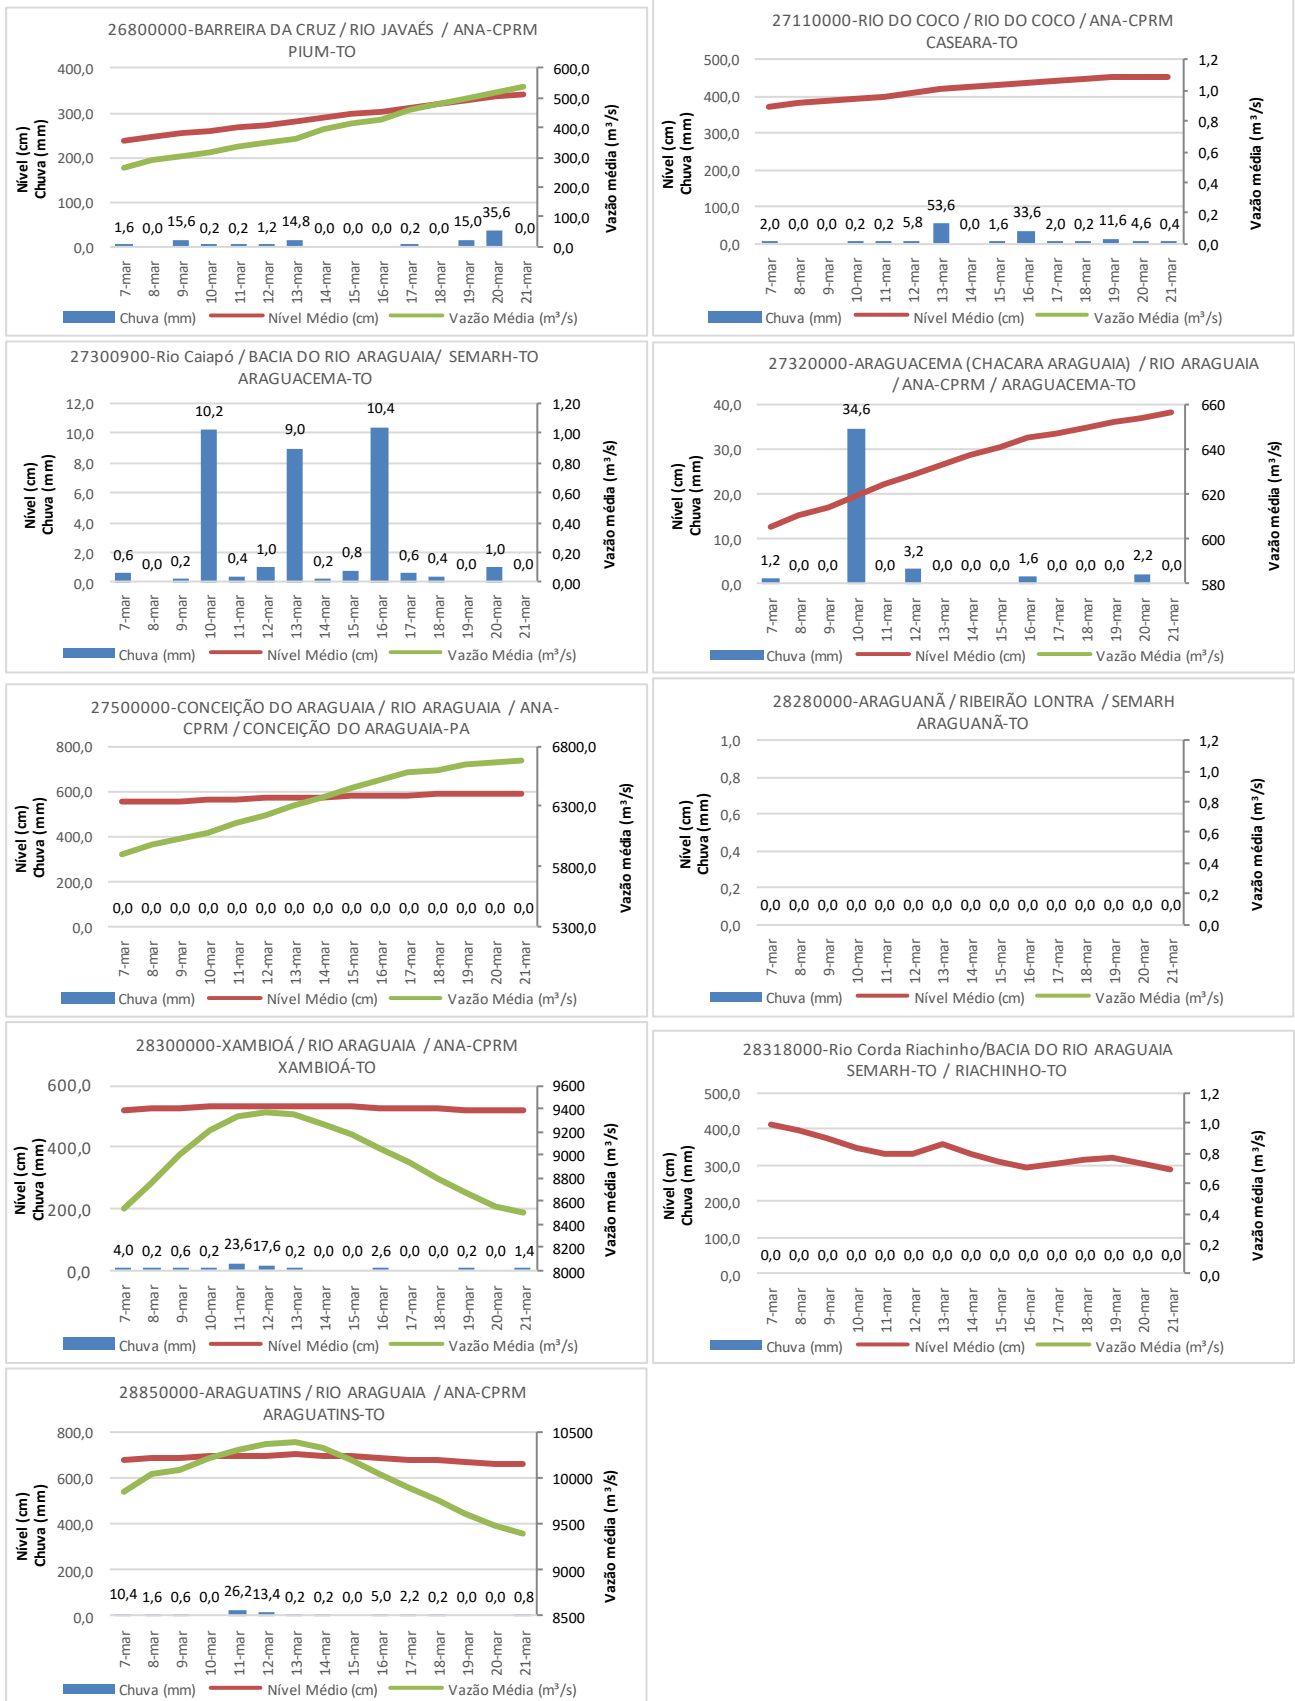 26800000-BARREIRA DA CRUZ / RIO JAVAÉS / ANA-CPRM
PIUM-TO
400,0
300,0
200,0
100,0
0,0
Nível (cm)
Chuva (mm)
600,0
500,0
400,0
300,0
200,0
100,0
0,0
Vazão média (m³/s)
1,6 0,0 15,6 0,2 0,2 1,2 14,8 0,0 0,0 0,0 0,2 0,0 15,0 35,6 0,0
7-mar 8-mar 9-mar 10-mar 11-mar 12-mar 13-mar 14-mar 15-mar 16-mar 17-mar 18-mar 19-mar 20-mar 21-mar
Chuva (mm) Nível Médio (cm) Vazão Média (m³/s)
27110000-RIO DO COCO / RIO DO COCO / ANA-CPRM
CASEARA-TO
500,0
400,0
300,0
200,0
100,0
0,0
Nível (cm)
Chuva (mm)
1,2
1,0
0,8
0,6
0,4
0,2
0,0
Vazão média (m³/s)
2,0 0,0 0,0 0,2 0,2 5,8 53,6 0,0 1,6 33,6 2,0 0,2 11,6 4,6 0,4
7-mar 8-mar 9-mar 10-mar 11-mar 12-mar 13-mar 14-mar 15-mar 16-mar 17-mar 18-mar 19-mar 20-mar 21-mar
Chuva (mm) Nível Médio (cm) Vazão Média (m³/s)
27300900-Rio Caiapó / BACIA DO RIO ARAGUAIA/ SEMARH-TO
ARAGUACEMA-TO
12,0
10,0
8,0
6,0
4,0
2,0
0,0
Nível (cm)
Chuva (mm)
1,20
1,00
0,80
0,60
0,40
0,20
0,00
Vazão média (m³/s)
0,6 0,0 0,2 10,2 0,4 1,0 9,0 0,2 0,8 10,4 0,6 0,4 0,0 1,0 0,0
7-mar 8-mar 9-mar 10-mar 11-mar 12-mar 13-mar 14-mar 15-mar 16-mar 17-mar 18-mar 19-mar 20-mar 21-mar
Chuva (mm) Nível Médio (cm) Vazão Média (m³/s)
27320000-ARAGUACEMA (CHACARA ARAGUAIA) / RIO ARAGUAIA
/ ANA-CPRM / ARAGUACEMA-TO
40,0
30,0
20,0
10,0
0,0
Nível (cm)
Chuva (mm)
660
640
620
600
580
Vazão média (m³/s)
1,2 0,0 0,0 34,6 0,0 3,2 0,0 0,0 0,0 1,6 0,0 0,0 0,0 2,2 0,0
7-mar 8-mar 9-mar 10-mar 11-mar 12-mar 13-mar 14-mar 15-mar 16-mar 17-mar 18-mar 19-mar 20-mar 21-mar
Chuva (mm) Nível Médio (cm) Vazão Média (m³/s)
27500000-CONCEIÇÃO DO ARAGUAIA / RIO ARAGUAIA / ANA-
CPRM / CONCEIÇÃO DO ARAGUAIA-PA
800,0
600,0
400,0
200,0
0,0
Nível (cm)
Chuva (mm)
6800,0
6300,0
5800,0
5300,0
Vazão média (m³/s)
0,0 0,0 0,0 0,0 0,0 0,0 0,0 0,0 0,0 0,0 0,0 0,0 0,0 0,0 0,0
7-mar 8-mar 9-mar 10-mar 11-mar 12-mar 13-mar 14-mar 15-mar 16-mar 17-mar 18-mar 19-mar 20-mar 21-mar
Chuva (mm) Nível Médio (cm) Vazão Média (m³/s)
28280000-ARAGUANÃ / RIBEIRÃO LONTRA / SEMARH
ARAGUANÃ-TO
1,0
0,8
0,6
0,4
0,2
0,0
Nível (cm)
Chuva (mm)
1,2
1,0
0,8
0,6
0,4
0,2
0,0
Vazão média (m³/s)
0,0 0,0 0,0 0,0 0,0 0,0 0,0 0,0 0,0 0,0 0,0 0,0 0,0 0,0 0,0
7-mar 8-mar 9-mar 10-mar 11-mar 12-mar 13-mar 14-mar 15-mar 16-mar 17-mar 18-mar 19-mar 20-mar 21-mar
Chuva (mm) Nível Médio (cm) Vazão Média (m³/s)
28300000-XAMBIOÁ / RIO ARAGUAIA / ANA-CPRM
XAMBIOÁ-TO
600,0
400,0
200,0
0,0
Nível (cm)
Chuva (mm)
9600
9400
9200
9000
8800
8600
8400
8200
8000
Vazão média (m³/s)
4,0 0,2 0,6 0,2 23,6 17,6 0,2 0,0 0,0 2,6 0,0 0,0 0,2 0,0 1,4
7-mar 8-mar 9-mar 10-mar 11-mar 12-mar 13-mar 14-mar 15-mar 16-mar 17-mar 18-mar 19-mar 20-mar 21-mar
Chuva (mm) Nível Médio (cm) Vazão Média (m³/s)
28318000-Rio Corda Riachinho/BACIA DO RIO ARAGUAIA
SEMARH-TO / RIACHINHO-TO
500,0
400,0
300,0
200,0
100,0
0,0
Nível (cm)
Chuva (mm)
1,2
1,0
0,8
0,6
0,4
0,2
0,0
Vazão média (m³/s)
0,0 0,0 0,0 0,0 0,0 0,0 0,0 0,0 0,0 0,0 0,0 0,0 0,0 0,0 0,0
7-mar 8-mar 9-mar 10-mar 11-mar 12-mar 13-mar 14-mar 15-mar 16-mar 17-mar 18-mar 19-mar 20-mar 21-mar
Chuva (mm) Nível Médio (cm) Vazão Média (m³/s)
28850000-ARAGUATINS / RIO ARAGUAIA / ANA-CPRM
ARAGUATINS-TO
800,0
600,0
400,0
200,0
0,0
Nível (cm)
Chuva (mm)
10500
10000
9500
9000
8500
Vazão média (m³/s)
10,4 1,6 0,6 0,0 26,2 13,4 0,2 0,2 0,0 5,0 2,2 0,2 0,0 0,0 0,8
7-mar 8-mar 9-mar 10-mar 11-mar 12-mar 13-mar 14-mar 15-mar 16-mar 17-mar 18-mar 19-mar 20-mar 21-mar
Chuva (mm) Nível Médio (cm) Vazão Média (m³/s)